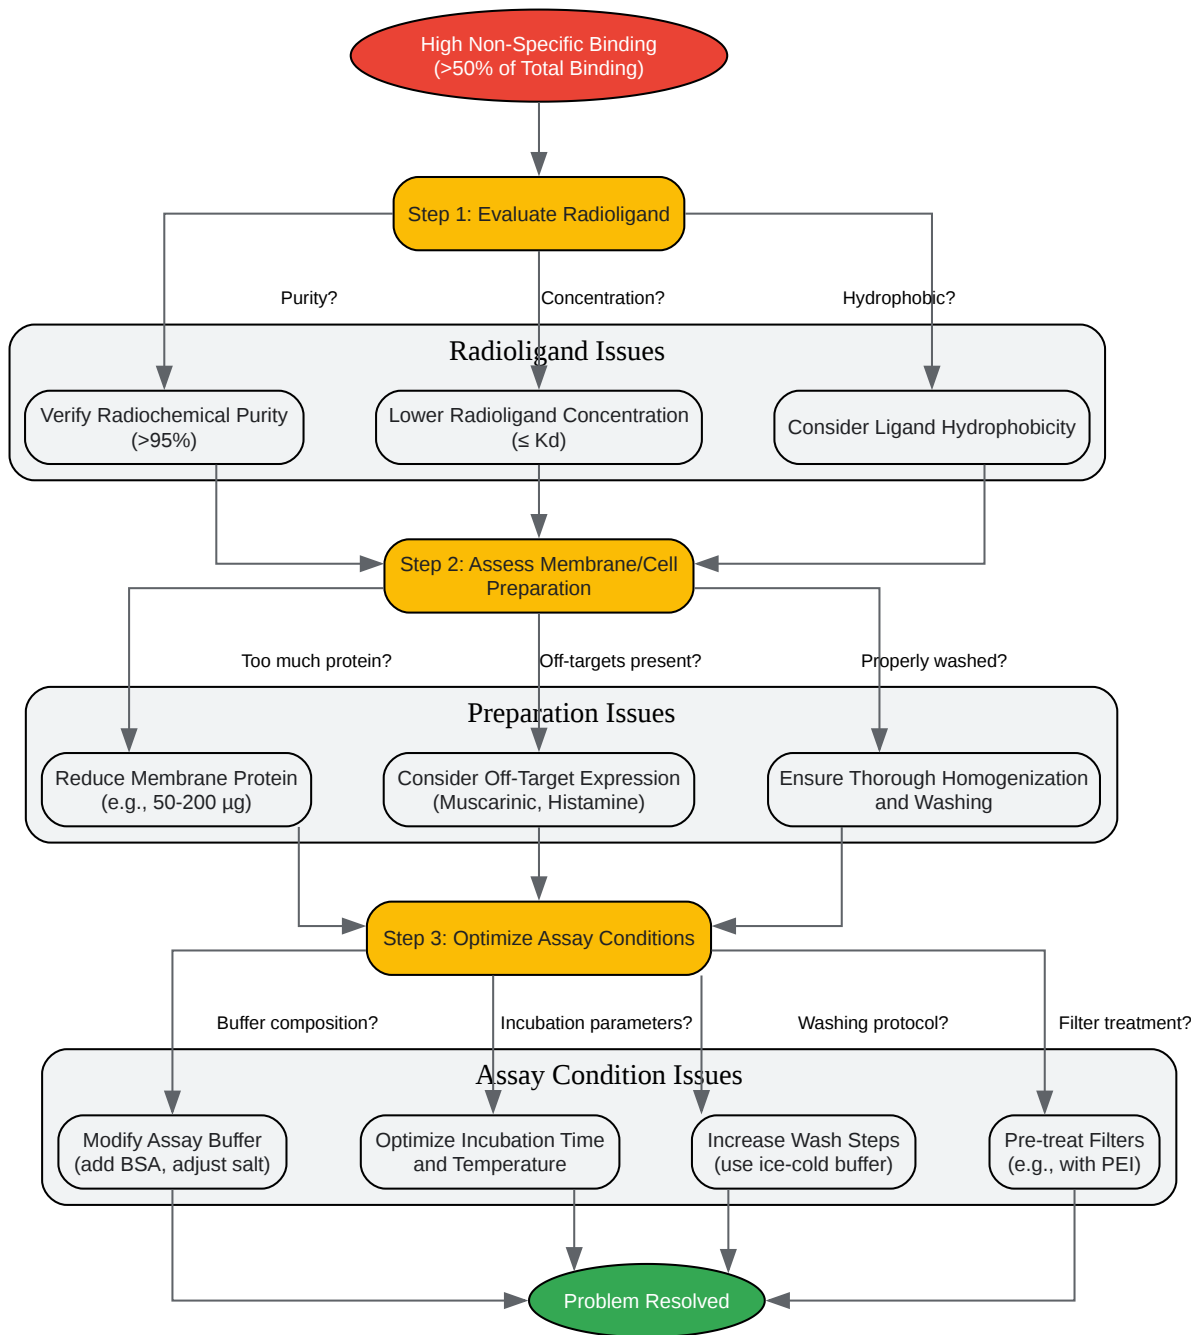 High Non-Specific Binding
(>50% of Total Binding)
Step 1: Evaluate Radioligand
Purity?
Concentration?
Hydrophobic?
Radioligand Issues
Verify Radiochemical Purity
(>95%)
Lower Radioligand Concentration
(≤ Kd)
Consider Ligand Hydrophobicity
Step 2: Assess Membrane/Cell
Preparation
Too much protein?
Off-targets present?
Properly washed?
Preparation Issues
Reduce Membrane Protein
(e.g., 50-200 µg)
Consider Off-Target Expression
(Muscarinic, Histamine)
Ensure Thorough Homogenization
and Washing
Step 3: Optimize Assay Conditions
Buffer composition?
Incubation parameters?
Washing protocol?
Filter treatment?
Assay Condition Issues
Modify Assay Buffer
(add BSA, adjust salt)
Optimize Incubation Time
and Temperature
Increase Wash Steps
(use ice-cold buffer)
Pre-treat Filters
(e.g., with PEI)
Problem Resolved